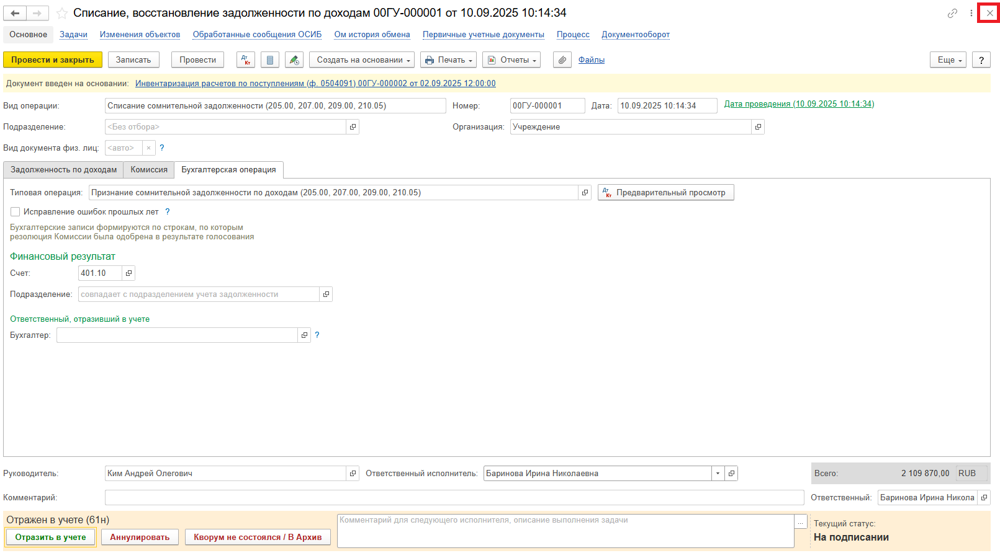 Списание, восстановление задолженности по доходам 00ГУ-000001 от 10.09.2025 10:14:34
Основное Задачи Изменения объектов Обработанные сообщения ОСИБ Ом история обмена Первичные учетные документы Процесс Документооборот
Провести и закрыть Записать Провести Дт Кт Создать на основании Печать Отчеты Файлы Еще ?
Документ введен на основании: Инвентаризация расчетов по поступлениям (ф. 0504091) 00ГУ-000002 от 02.09.2025 12:00:00
Вид операции: Списание сомнительной задолженности (205.00, 207.00, 209.00, 210.05) Номер: 00ГУ-000001 Дата: 10.09.2025 10:14:34 Дата проведения (10.09.2025 10:14:34)
Подразделение: <Без отбора> Организация: Учреждение
Вид документа физ. лиц: <авто> × ?
Задолженность по доходам Комиссия Бухгалтерская операция
Типовая операция: Признание сомнительной задолженности по доходам (205.00, 207.00, 209.00, 210.05) Дт Кт Предварительный просмотр
Исправление ошибок прошлых лет ?
Бухгалтерские записи формируются по строкам, по которым
резолюция Комиссии была одобрена в результате голосования
Финансовый результат
Счет: 401.10
Подразделение: совпадает с подразделением учета задолженности
Ответственный, отразивший в учете
Бухгалтер: ?
Руководитель: Ким Андрей Олегович Ответственный исполнитель: Баринова Ирина Николаевна Всего: 2 109 870,00 RUB
Комментарий: Ответственный: Баринова Ирина Никола
Отражен в учете (61н) Комментарий для следующего исполнителя, описание выполнения задачи ... Текущий статус:
Отразить в учете Аннулировать Кворум не состоялся / В Архив На подписании